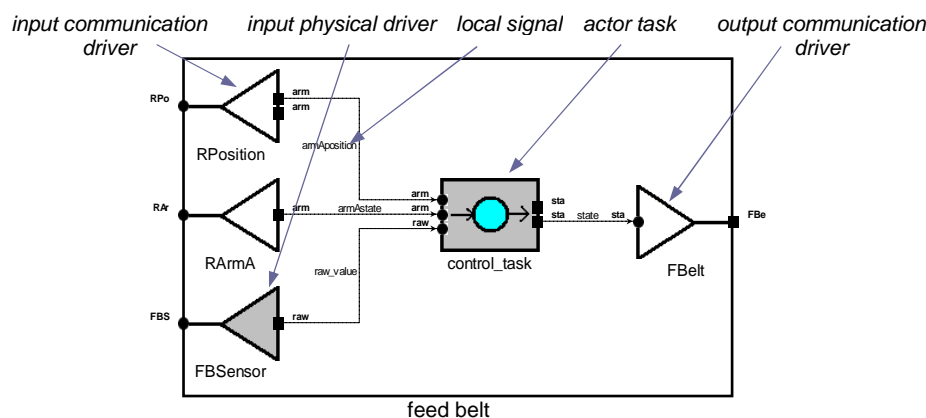 input communication
driver
input physical driver
local signal
actor task
output communication
driver
RPo
arm
arm
RPosition
armAposition
RAr
arm
armAstate
RArmA
arm
arm
raw
control_task
sta
sta
state
sta
FBelt
FBe
raw_value
FBS
raw
FBSensor
feed belt